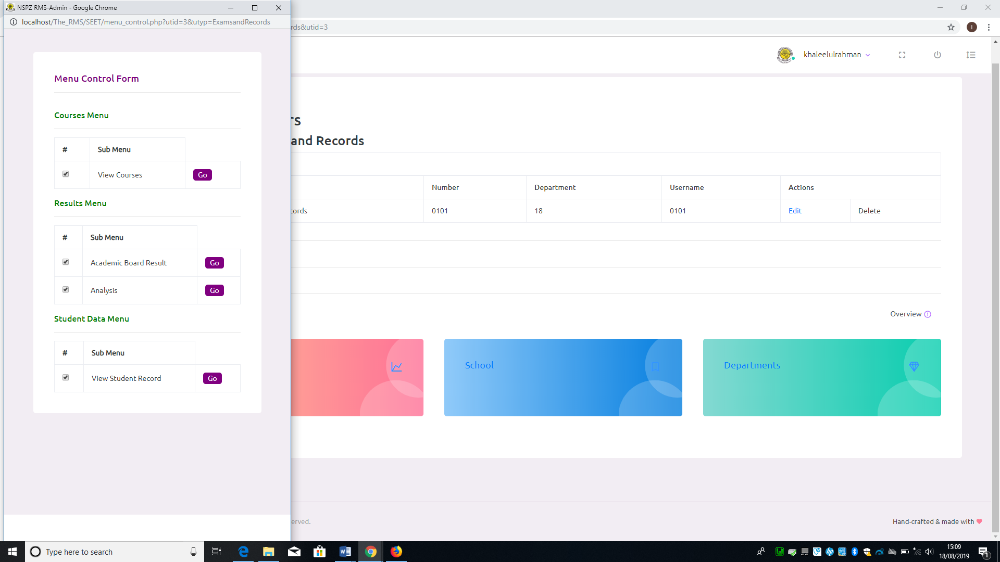 NSPZ RMS-Admin - Google Chrome
localhost/The_RMS/SEET/menu_control.php?utid=3&utyp=ExamsandRecords
Menu Control Form
Courses Menu
# Sub Menu
View Courses Go
Results Menu
# Sub Menu
Academic Board Result Go
Analysis Go
Student Data Menu
# Sub Menu
View Student Record Go
rds&utid=3
I
khaleelulrahman
rs
and Records
Number Department Username Actions
cords 0101 18 0101 Edit Delete
Overview
School
Departments
erved.
Hand-crafted & made with
Type here to search
15:09
18/08/2019
1